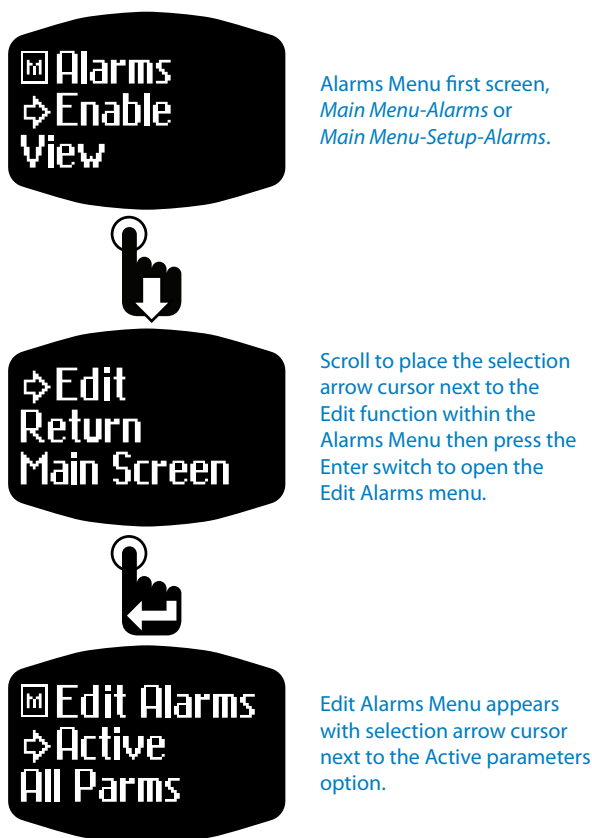 M Alarms
Enable
View
Alarms Menu first screen,
Main Menu-Alarms or
Main Menu-Setup-Alarms.
Edit
Return
Main Screen
Scroll to place the selection
arrow cursor next to the
Edit function within the
Alarms Menu then press the
Enter switch to open the
Edit Alarms menu.
M Edit Alarms
Active
All Parms
Edit Alarms Menu appears
with selection arrow cursor
next to the Active parameters
option.